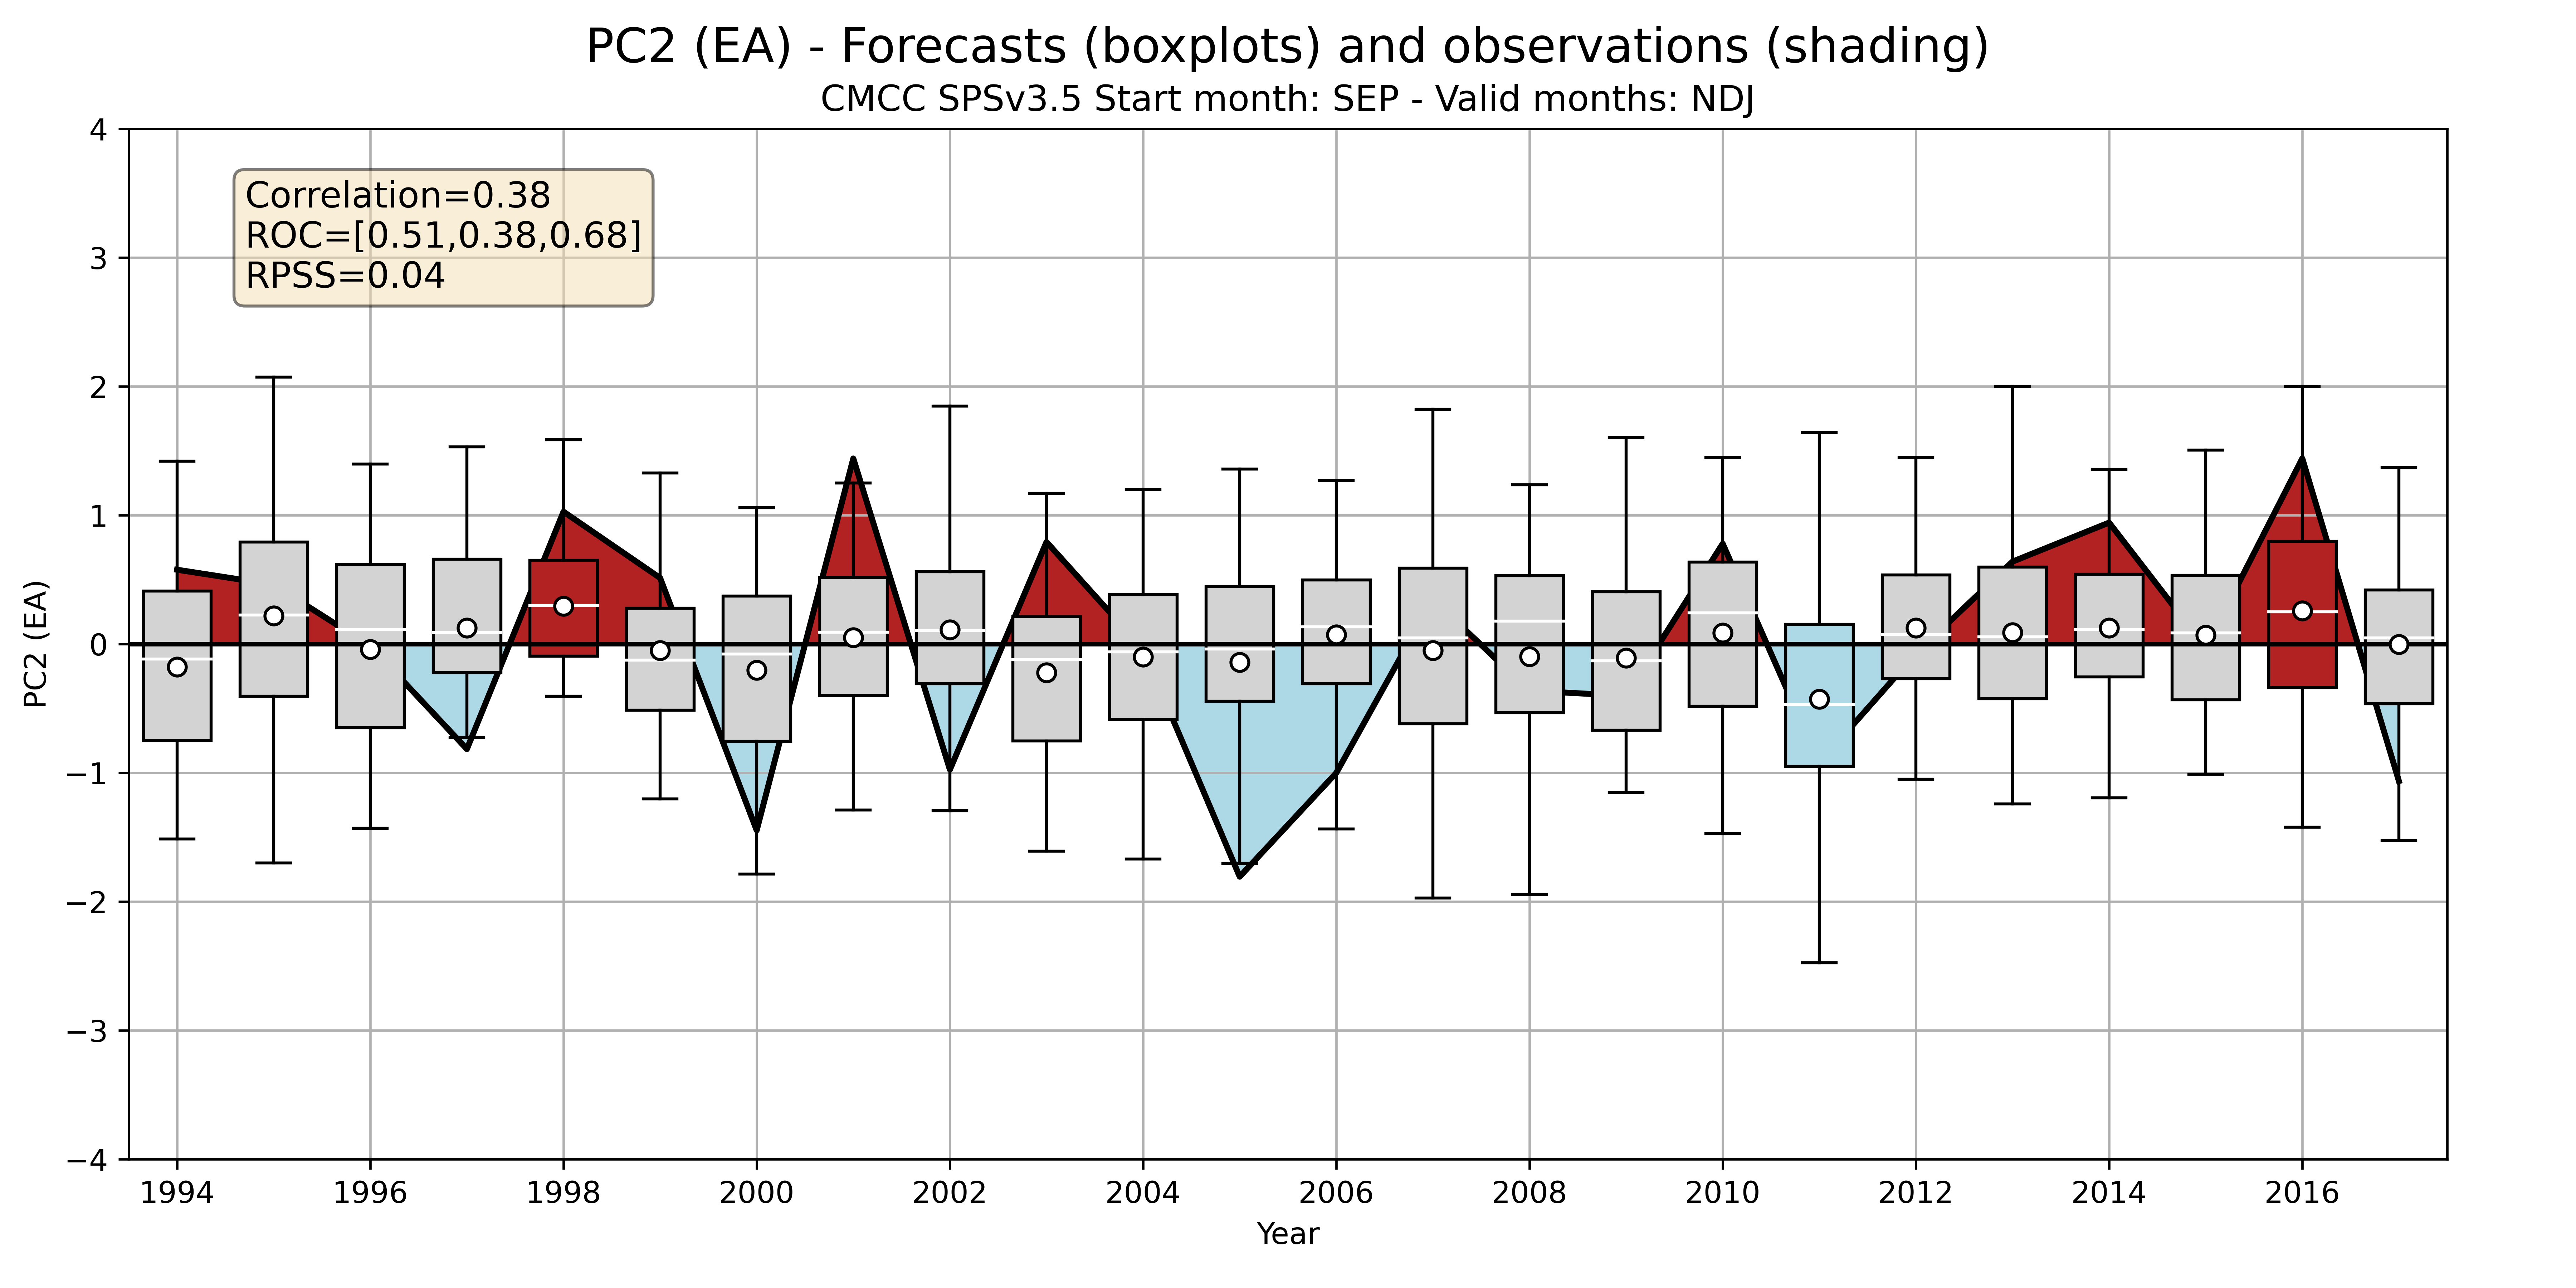 PC2 (EA) - Forecasts (boxplots) and observations (shading)
CMCC SPSv3.5 Start month: SEP - Valid months: NDJ
Correlation=0.38
ROC=[0.51,0.38,0.68]
RPSS=0.04
4
3
2
1
0
−1
−2
−3
−4
PC2 (EA)
1994 1996 1998 2000 2002 2004 2006 2008 2010 2012 2014 2016
Year